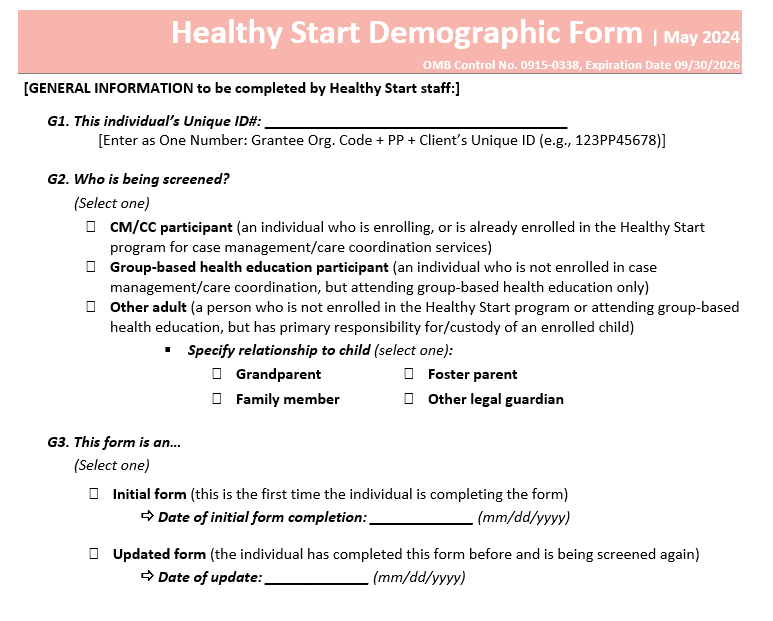 Healthy Start Demographic Form | May 2024
OMB Control No. 0915-0338, Expiration Date 09/30/2026
[GENERAL INFORMATION to be completed by Healthy Start staff:]
G1. This individual's Unique ID#: ______________________________________
[Enter as One Number: Grantee Org. Code + PP + Client's Unique ID (e.g., 123PP45678)]
G2. Who is being screened?
(Select one)
☐ CM/CC participant (an individual who is enrolling, or is already enrolled in the Healthy Start
program for case management/care coordination services)
☐ Group-based health education participant (an individual who is not enrolled in case
management/care coordination, but attending group-based health education only)
☐ Other adult (a person who is not enrolled in the Healthy Start program or attending group-based
health education, but has primary responsibility for/custody of an enrolled child)
▪ Specify relationship to child (select one):
☐ Grandparent ☐ Foster parent
☐ Family member ☐ Other legal guardian
G3. This form is an…
(Select one)
☐ Initial form (this is the first time the individual is completing the form)
⇨ Date of initial form completion: _____________ (mm/dd/yyyy)
☐ Updated form (the individual has completed this form before and is being screened again)
⇨ Date of update: _____________ (mm/dd/yyyy)